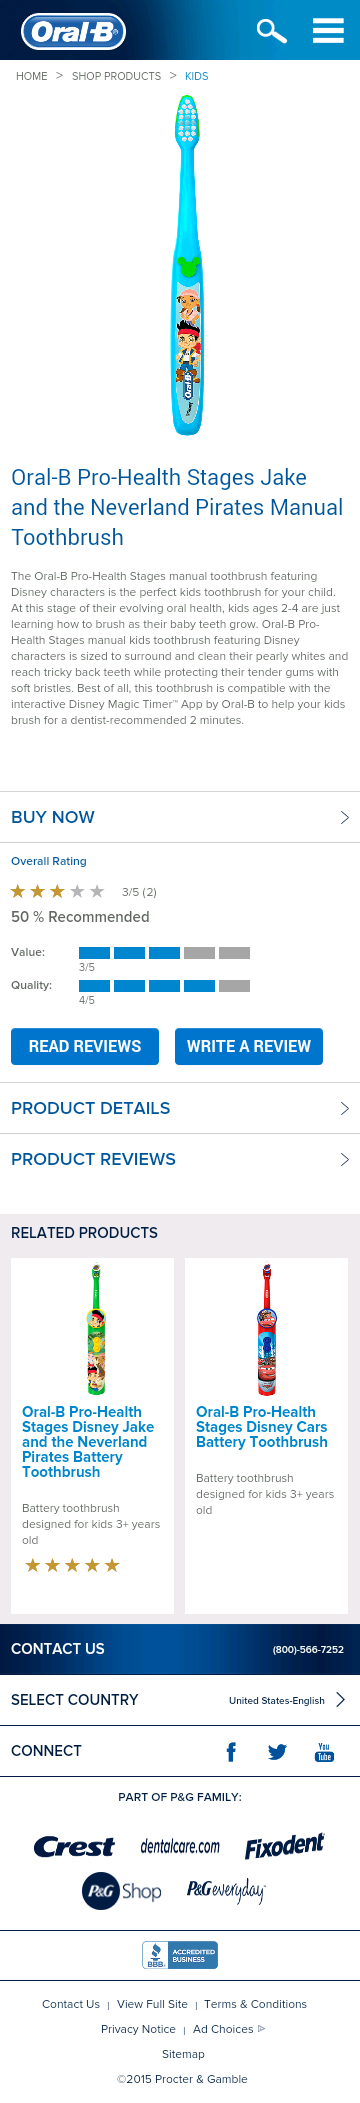 Oral-B®
HOME > SHOP PRODUCTS > KIDS
Oral-B
Oral-B Pro-Health Stages Jake
and the Neverland Pirates Manual
Toothbrush
The Oral-B Pro-Health Stages manual toothbrush featuring
Disney characters is the perfect kids toothbrush for your child.
At this stage of their evolving oral health, kids ages 2-4 are just
learning how to brush as their baby teeth grow. Oral-B Pro-
Health Stages manual kids toothbrush featuring Disney
characters is sized to surround and clean their pearly whites and
reach tricky back teeth while protecting their tender gums with
soft bristles. Best of all, this toothbrush is compatible with the
interactive Disney Magic Timer™ App by Oral-B to help your kids
brush for a dentist-recommended 2 minutes.
BUY NOW
Overall Rating
3/5 (2)
50 % Recommended
Value:
3/5
Quality:
4/5
READ REVIEWS WRITE A REVIEW
PRODUCT DETAILS
PRODUCT REVIEWS
RELATED PRODUCTS
Oral-B Pro-Health
Stages Disney Jake
and the Neverland
Pirates Battery
Toothbrush
Battery toothbrush
designed for kids 3+ years
old
Oral-B Pro-Health
Stages Disney Cars
Battery Toothbrush
Battery toothbrush
designed for kids 3+ years
old
CONTACT US (800)-566-7252
SELECT COUNTRY United States-English
CONNECT f You Tube
PART OF P&G FAMILY:
Crest dentalcare.com Fixodent
P&G Shop P&G everyday™
BBB. ACCREDITED BUSINESS
Contact Us | View Full Site | Terms & Conditions
Privacy Notice | Ad Choices
Sitemap
©2015 Procter & Gamble